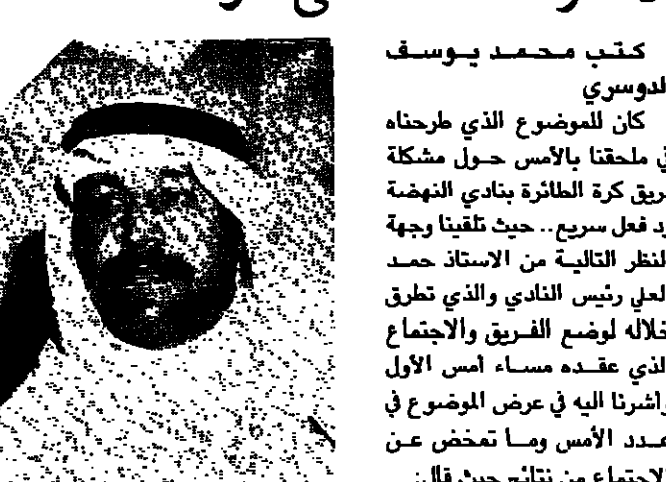 كتب محمد يوسف
الدوسري
كان للموضوع الذي طرحناه
في ملحقنا بالأمس حول مشكلة
فريق كرة الطائرة بنادي النهضة
رد فعل سريع.. حيث تلقينا وجهة
النظر التالية من الاستاذ حمد
العلي رئيس النادي والذي تطرق
خلاله لوضع الفريق والاجتماع
الذي عقده مساء أمس الأول
وأشرنا اليه في عرض الموضوع في
عدد الأمس وما تمخض عن
الاجتماع من نتائج حيث قال: